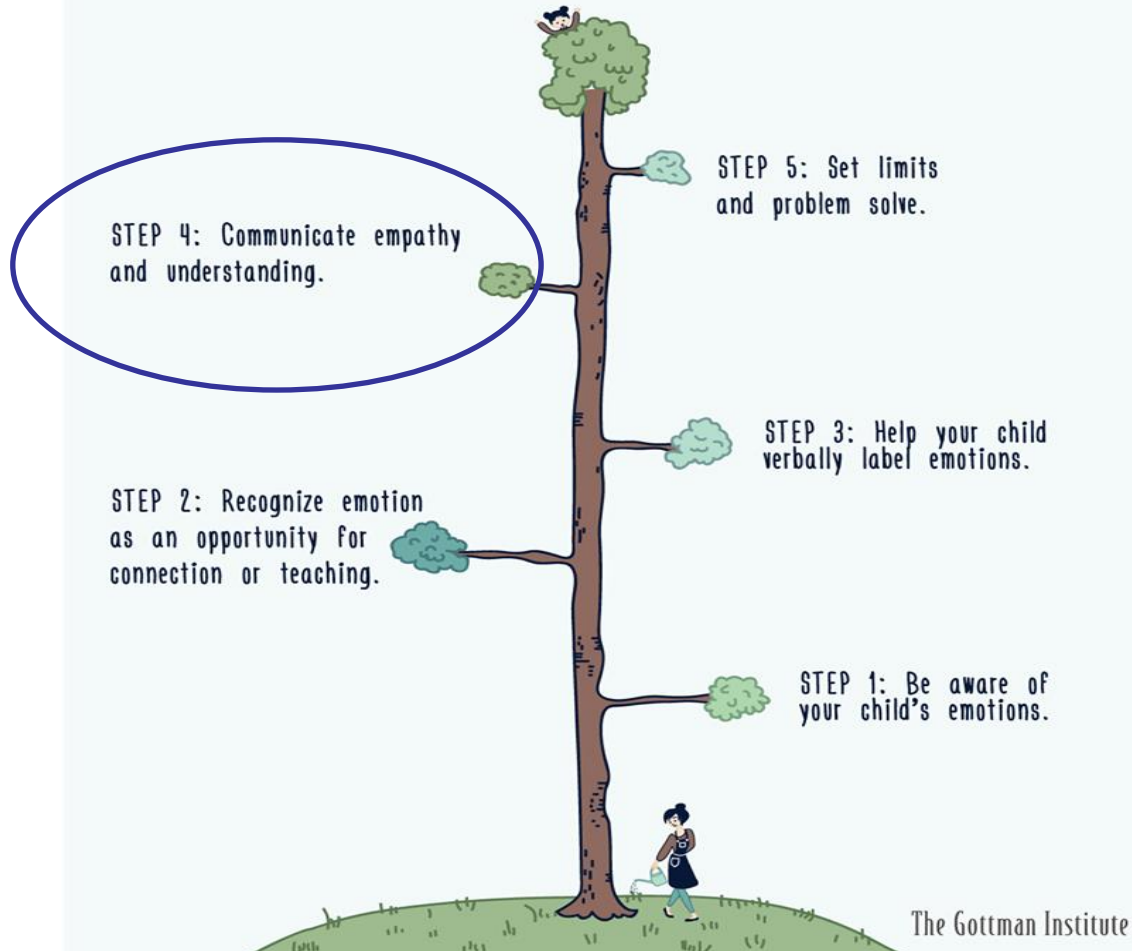 STEP 5: Set limits
and problem solve.
STEP 4: Communicate empathy
and understanding.
STEP 3: Help your child
verbally label emotions.
STEP 2: Recognize emotion
as an opportunity for
connection or teaching.
STEP 1: Be aware of
your child's emotions.
The Gottman Institute